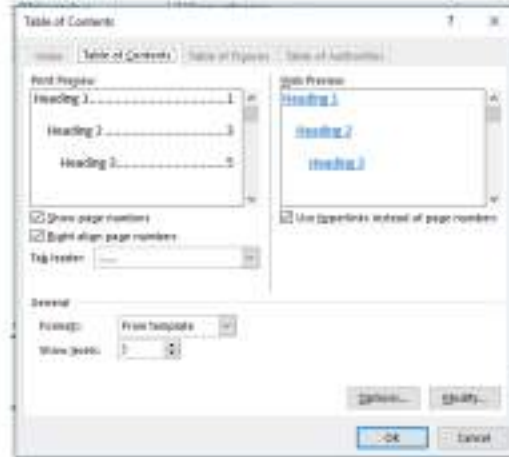 Table of Contents ? x
Index Table of Contents Table of Figures Table of Authorities
Print Preview Web Preview
Heading 1.....................1 Heading 1
Heading 2.....................3 Heading 2
Heading 3.....................5 Heading 3
Show page numbers Use hyperlinks instead of page numbers
Right align page numbers
Tab leader: ......
General
Formats: From template
Show levels: 3
Options... Modify...
OK Cancel